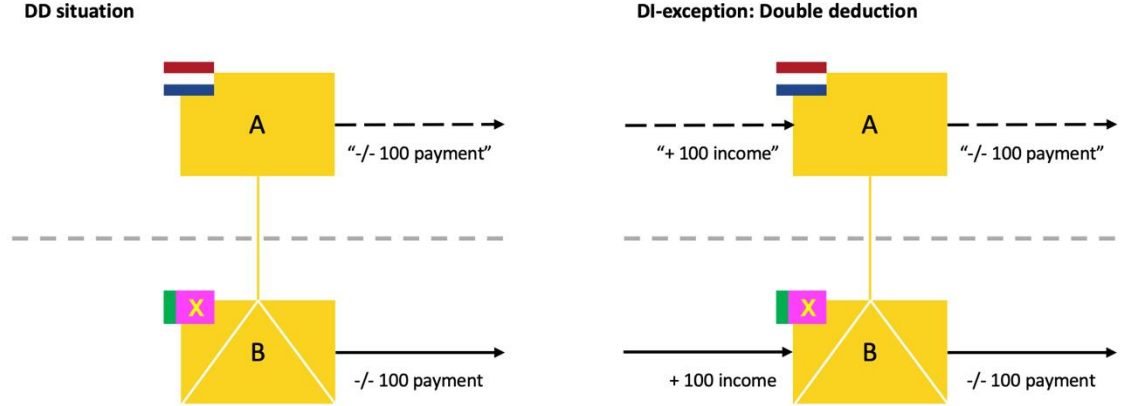 DD situation
A
“-/- 100 payment”
X
B
-/- 100 payment
DI-exception: Double deduction
A
“+ 100 income”
“-/- 100 payment”
X
B
+ 100 income
-/- 100 payment